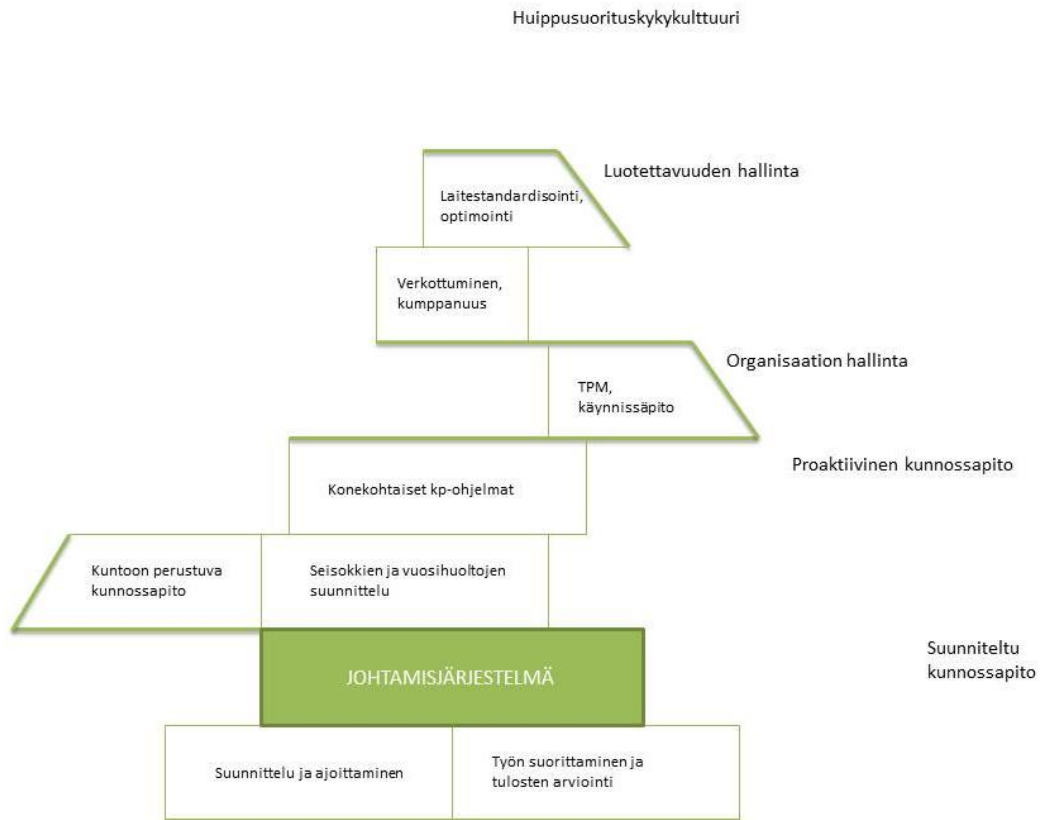 Huippusuorituskykykulttuuri
Luotettavuuden hallinta
Laitestandardisointi,
optimointi
Verkottuminen,
kumppanuus
Organisaation hallinta
TPM,
käynnissäpito
Proaktiivinen kunnossapito
Konekohtaiset kp-ohjelmat
Kuntoon perustuva
kunnossapito
Seisokkien ja vuosihuoltojen
suunnittelu
Suunniteltu
kunnossapito
JOHTAMISJÄRJESTELMÄ
Suunnittelu ja ajoittaminen
Työn suorittaminen ja
tulosten arviointi